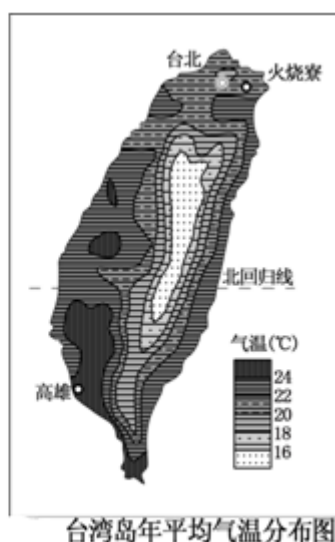 台北
火烧寮
北回归线
气温(℃)
24
22
20
18
16
高雄
台湾岛年平均气温分布图